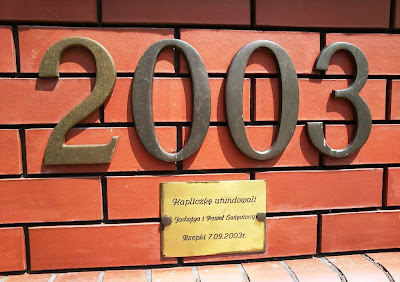 2003
Kapliczkę ufundowali
Jadwiga i Paweł
Rzepki 7.09.2003r.